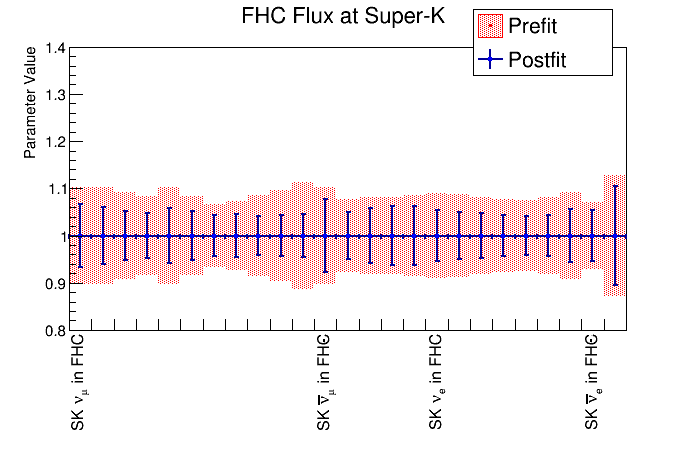 FHC Flux at Super-K
Prefit
Postfit
Parameter Value
1.4
1.3
1.2
1.1
1
0.9
0.8
SK ν_μ in FHC
SK ν̅_μ in FHC
SK ν_e in FHC
SK ν̅_e in FHC